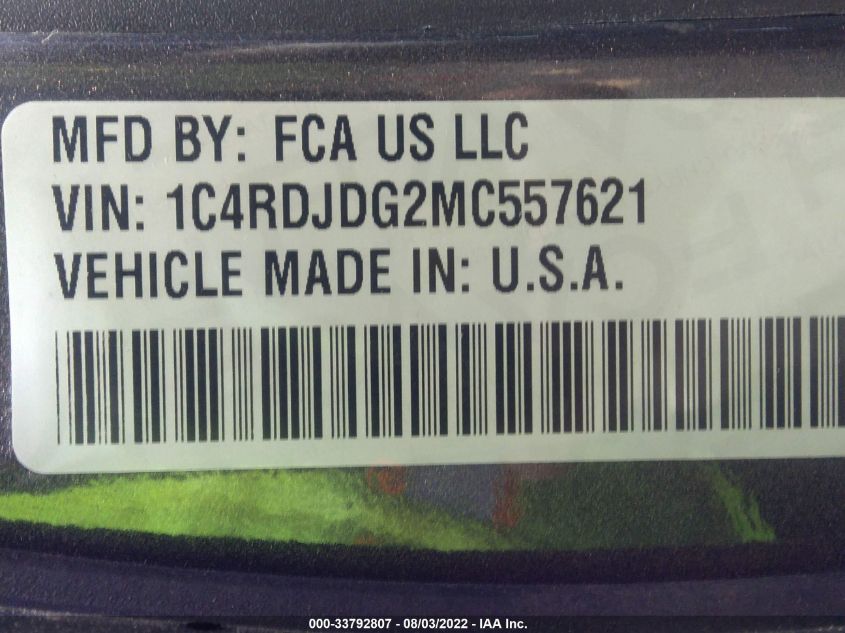 MFD BY: FCA US LLC
VIN: 1C4RDJDG2MC557621
VEHICLE MADE IN: U.S.A.
000-33792807 - 08/03/2022 - IAA Inc.